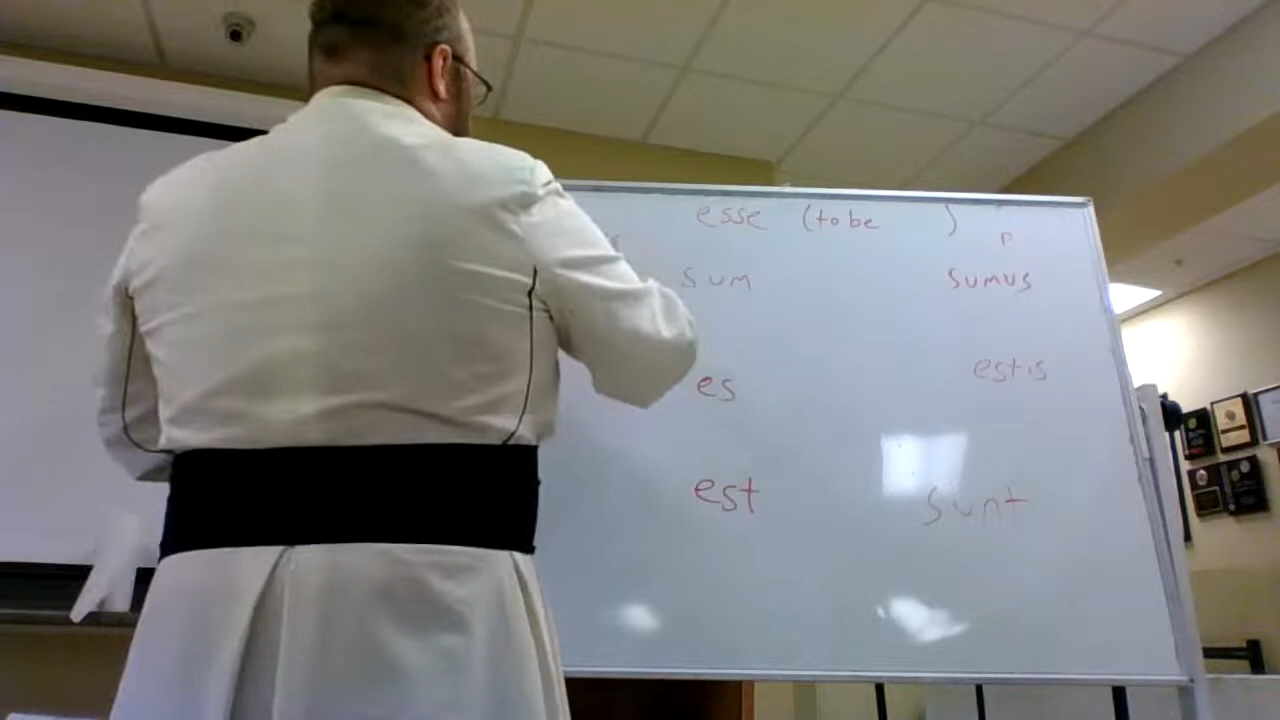 esse (to be )
P
sum sumus
es estis
est sunt